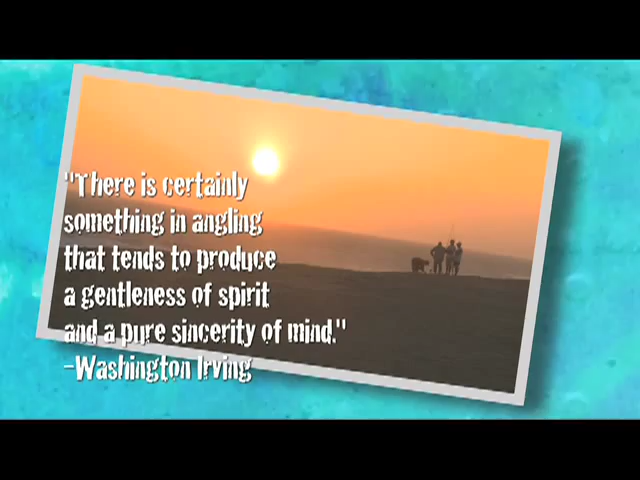 "There is certainly
something in angling
that tends to produce
a gentleness of spirit
and a pure sincerity of mind."
-Washington Irving